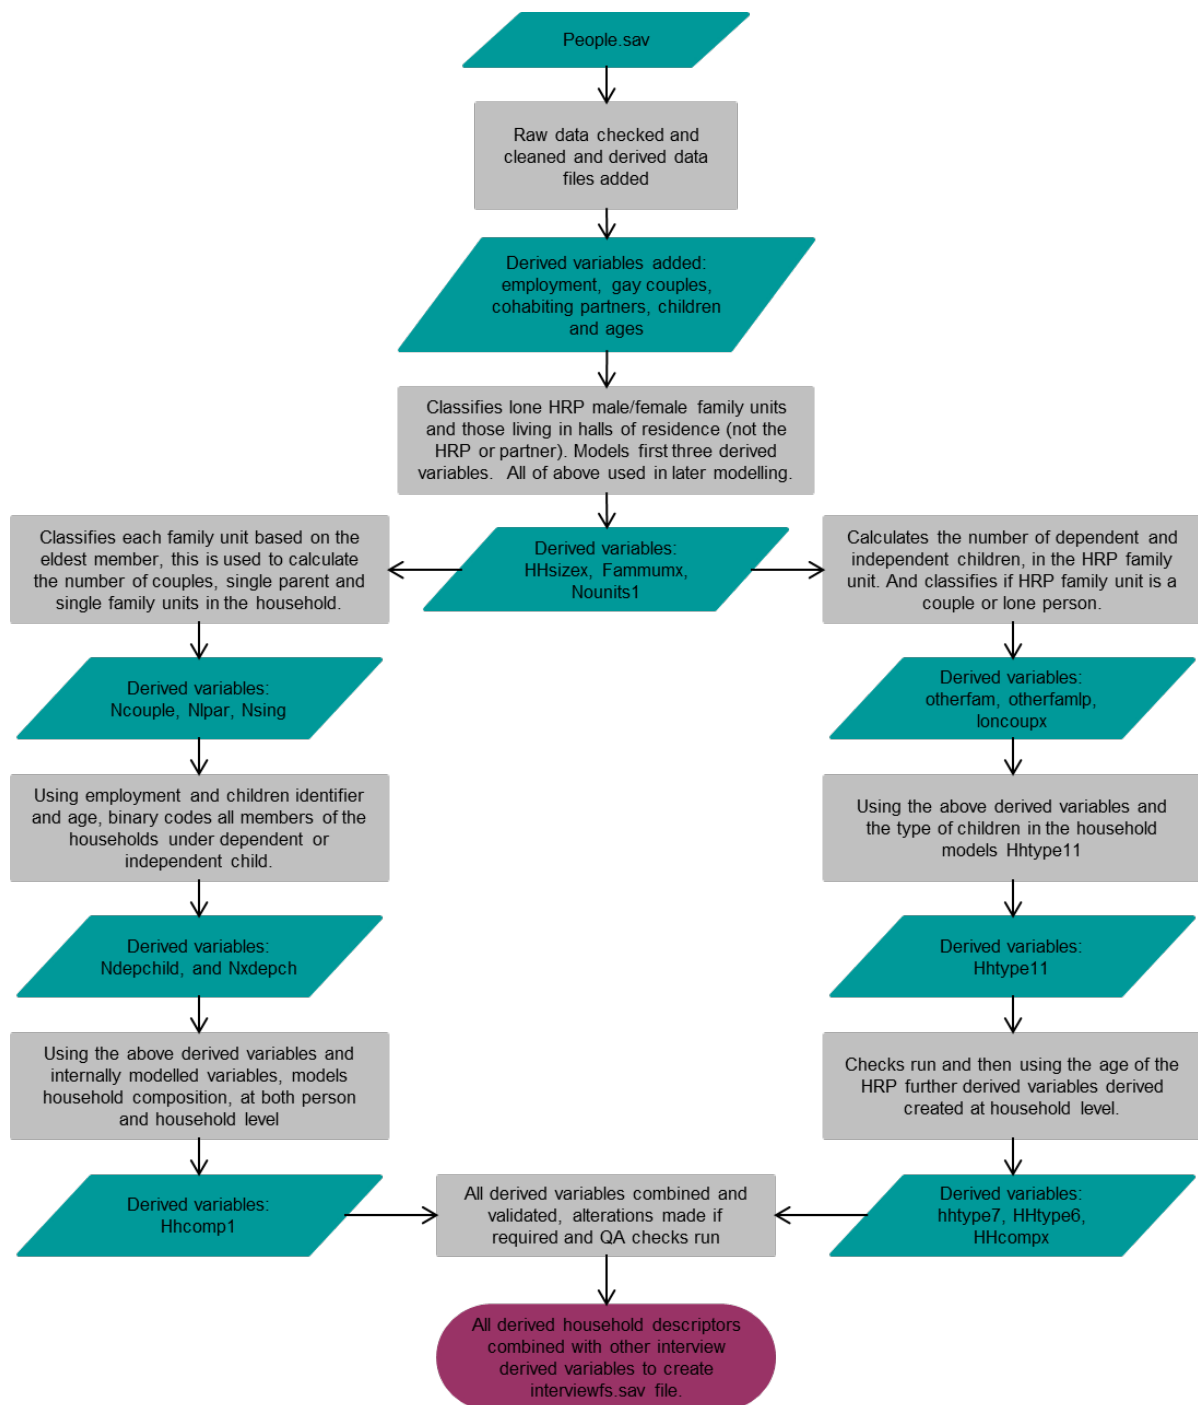 People.sav
Raw data checked and
cleaned and derived data
files added
Derived variables added:
employment, gay couples,
cohabiting partners, children
and ages
Classifies lone HRP male/female family units
and those living in halls of residence (not the
HRP or partner). Models first three derived
variables. All of above used in later modelling.
Classifies each family unit based on the
eldest member, this is used to calculate
the number of couples, single parent and
single family units in the household.
Derived variables:
HHsizex, Fammumx,
Nounits1
Calculates the number of dependent and
independent children, in the HRP family
unit. And classifies if HRP family unit is a
couple or lone person.
Derived variables:
Ncouple, Nlpar, Nsing
Derived variables:
otherfam, otherfamlp,
loncoupx
Using employment and children identifier
and age, binary codes all members of the
households under dependent or
independent child.
Using the above derived variables and
the type of children in the household
models Hhtype11
Derived variables:
Ndepchild, and Nxdepch
Derived variables:
Hhtype11
Using the above derived variables and
internally modelled variables, models
household composition, at both person
and household level
Checks run and then using the age of the
HRP further derived variables derived
created at household level.
Derived variables:
Hhcomp1
All derived variables combined and
validated, alterations made if
required and QA checks run
Derived variables:
hhtype7, HHtype6,
HHcompx
All derived household descriptors
combined with other interview
derived variables to create
interviewfs.sav file.